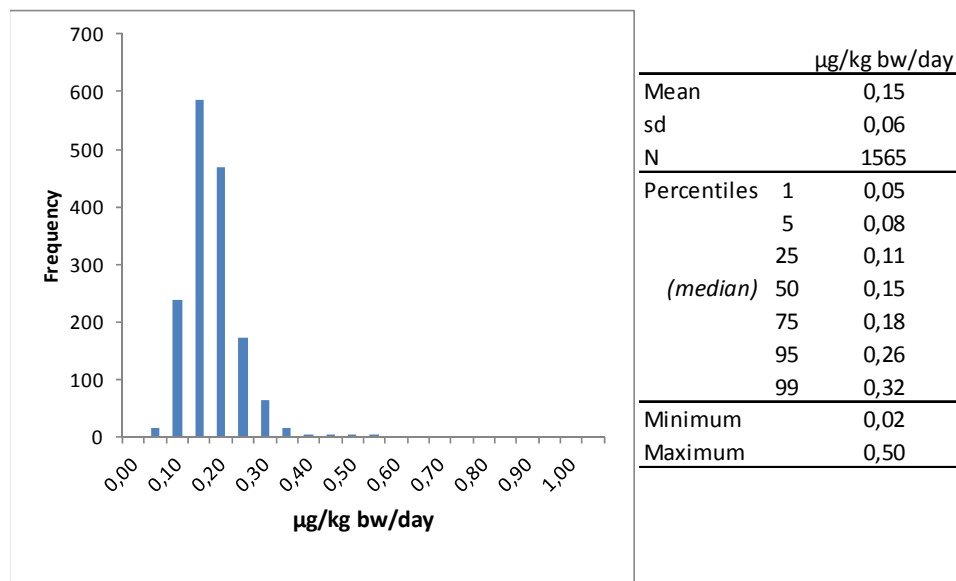 700
600
500
400
300
200
100
0
Frequency
0,00 0,10 0,20 0,30 0,40 0,50 0,60 0,70 0,80 0,90 1,00
µg/kg bw/day
µg/kg bw/day
Mean 0,15
sd 0,06
N 1565
Percentiles 1 0,05
5 0,08
25 0,11
(median) 50 0,15
75 0,18
95 0,26
99 0,32
Minimum 0,02
Maximum 0,50